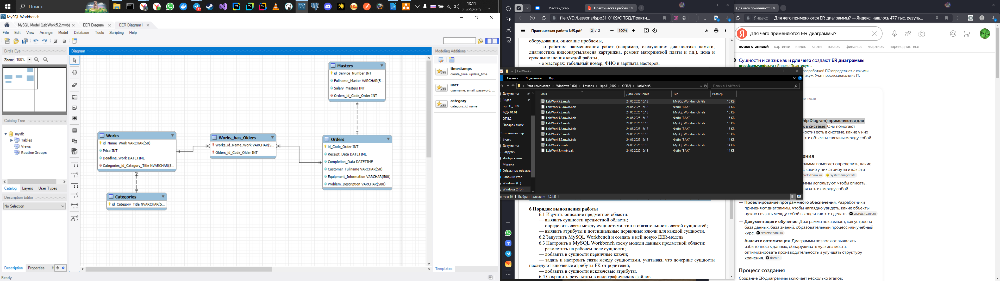 Поиск
13:11
25.06.2025
MySQL Workbench
MySQL Model (LabWork5.2.mwb)
EER Diagram
EER Diagram1
File Edit View Arrange Model Database Tools Scripting Help
Bird's Eye
Zoom: 100%
Catalog Tree
mydb
Tables
Views
Routine Groups
Catalog Layers User Types
Description Editor
No Selection
Description Properties H
Ready
Diagram
1:1
1:n
1:1
1:n
n:m
1:n
Masters
id_Service_Number INT
Fullname_Master VARCHAR(5...
Salary_Masters INT
Orders_id_Code_Order INT
Works
id_Name_Work VARCHAR(50)
Price INT
Deadline_Work DATETIME
Categories_id_Category_Title NVARCHAR(5...
Works_has_Olders
Works_id_Name_Work VARCHAR(5...
Olders_id_Code_Older INT
Orders
id_Code_Order INT
Receipt_Data DATETIME
Completion_Data DATETIME
Customer_Fullname VARCHAR(50)
Equipment_Information VARCHAR(500)
Problem_Description VARCHAR(500)
Categories
id_Category_Title NVARCHAR(5...
Modeling Additions
timestamps
create_time, update_time
user
username, email, password, ...
category
category_id, name
Templates
2
Мессенджер
Практическая работа
file:///D:/Lessons/ispp31_0109/ОПБД/Практи...
Практическая работа №5.pdf
2 / 2
100%
оборудовании, описание проблемы,
- о работах: наименования работ (например, следующие: диагностика памяти,
диагностика видеокарты,замена картриджа, ремонт материнской платы и т.д.), цена и
срок выполнения каждой работы,
- о мастерах: табельный номер, ФИО и зарплата мастеров.
LadWork5
Главная Поделиться Вид
Этот компьютер Windows 2 (D:) Lessons ispp31_0109 ОПБД LadWork5
Поиск в: LadWork5
Документы
Видео
ispp31_0109
МДК.01.01
ОПБД
Подарок маме
Этот компьютер
Видео
Документы
Загрузки
Изображения
Музыка
Объемные объекты
Рабочий стол
Windows (C:)
Windows 2 (D:)
Имя Дата изменения Тип Размер
LabWork5.2.mwb 24.06.2025 16:18 MySQL Workbench File 15 КБ
LabWork5.2.mwb.bak 24.06.2025 16:18 Файл "BAK" 14 КБ
LabWork5.3.mwb 24.06.2025 16:18 MySQL Workbench File 15 КБ
LabWork5.3.mwb.bak 24.06.2025 16:18 Файл "BAK" 15 КБ
LabWork5.4.mwb 24.06.2025 16:18 MySQL Workbench File 15 КБ
LabWork5.4.mwb.bak 24.06.2025 16:18 Файл "BAK" 15 КБ
LabWork5.5.mwb 24.06.2025 16:18 MySQL Workbench File 15 КБ
LabWork5.5.mwb.bak 24.06.2025 16:18 Файл "BAK" 14 КБ
LabWork5.mwb 24.06.2025 16:18 MySQL Workbench File 14 КБ
LabWork5.mwb.bak 24.06.2025 16:18 Файл "BAK" 14 КБ
ентов: 10 Выбран 1 элемент: 14,2 КБ
6 Порядок выполнения работы
6.1 Изучить описание предметной области:
— выявить сущности предметной области;
— определить связи между сущностями, тип и обязательность связей сущностей;
— выявить атрибуты и потенциальные первичные ключи для каждой сущности.
6.2 Запустить MySQL Workbench и создать в ней новую EER-модель
6.3 Настроить в MySQL Workbench схему модели данных предметной области:
— разместить на рабочем поле сущности;
— добавить в сущности первичные ключи;
— задать и настроить связи между сущностями, учитывая, что дочерние сущности
наследуют ключевые атрибуты FK от родителей;
— добавить в сущности неключевые атрибуты.
6.4 Сохранить результаты в виде графических файлов.
Для чего применяютс
Яндекс Для чего применяются ER-диаграммы? — Яндекс: нашлось 477 тыс. резуль...
Для чего применяются ER-диаграммы?
поиск с алисой картинки видео карты товары финансы квартиры переводчик все
Сущности и связи: как и для чего создают ER диаграммы
practicum.yandex.ru › Яндекс-Практикум...
разработкой ПО определяют, с какими
тикум. Учат профессионалы из IT.
точности
hip Diagram) применяются для
х в системе. Они помогают
ности) есть в системе, какие у них
эти объекты связаны между собой.
ения
рамма помогает определить, какие
, какие у них атрибуты и как эти
crets.tbank.ru systemanalyst.life
ммы используют, чтобы описать,
связать их между собой.
— Проектирование программного обеспечения. Разработчики
применяют диаграммы, чтобы наглядно увидеть, какие объекты
нужно связать между собой в коде и как это сделать. secrets.tbank.ru
— Документация и обучение. Диаграмма показывает, как устроена
база данных, база знаний, образовательный процесс или учебный
курс. secrets.tbank.ru
— Анализ и оптимизация. Диаграммы позволяют выявлять
избыточность данных, обнаруживать «узкие» места,
оптимизировать производительность и улучшать структуру
хранения. dzen.ru
Процесс создания
Создание ER-диаграммы включает несколько этапов: